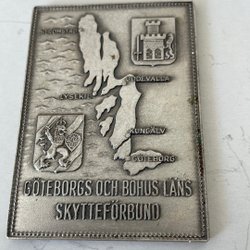 STRÖMSTAD
UDDEVALLA
LYSEKIL
KUNGÄLV
GÖTEBORG
GÖTEBORGS OCH BOHUS LÄNS
SKYTTEFÖRBUND